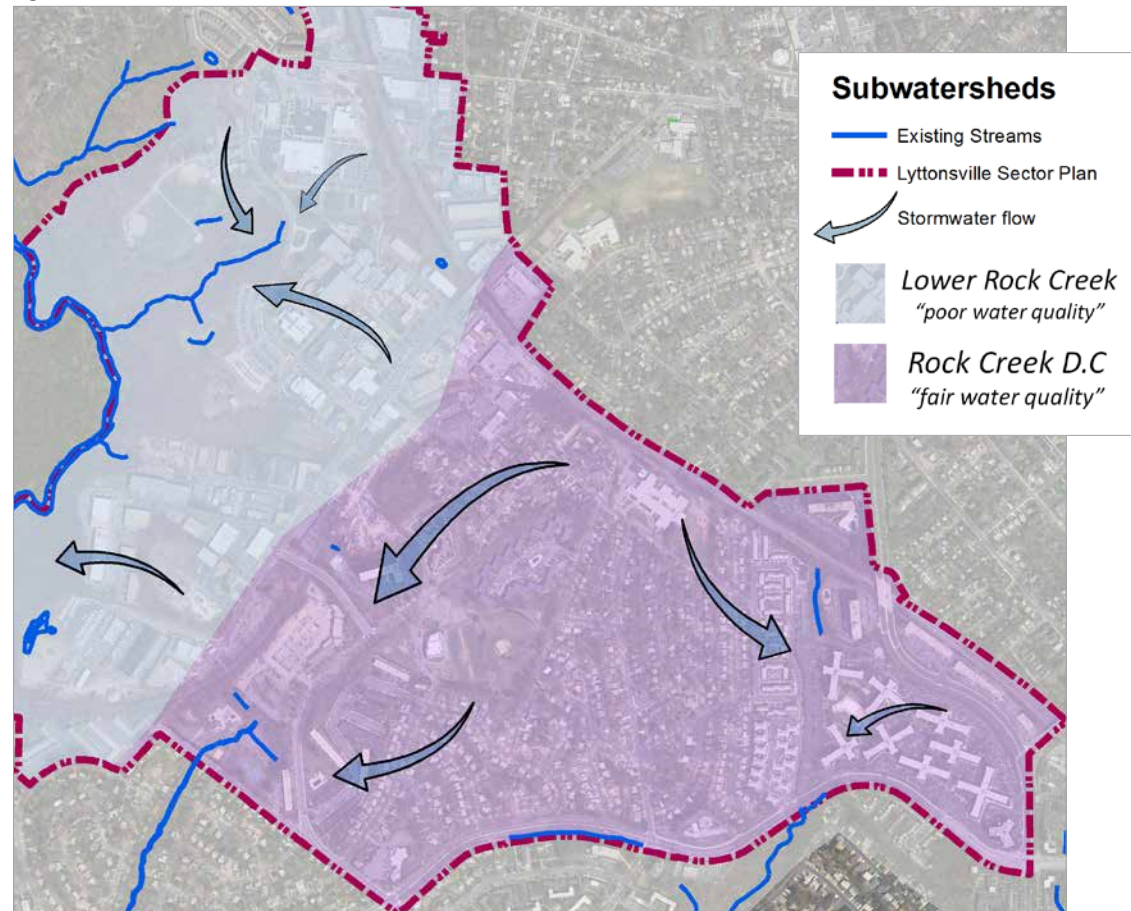 Subwatersheds
Existing Streams
Lyttonsville Sector Plan
Stormwater flow
Lower Rock Creek
“poor water quality”
Rock Creek D.C
“fair water quality”